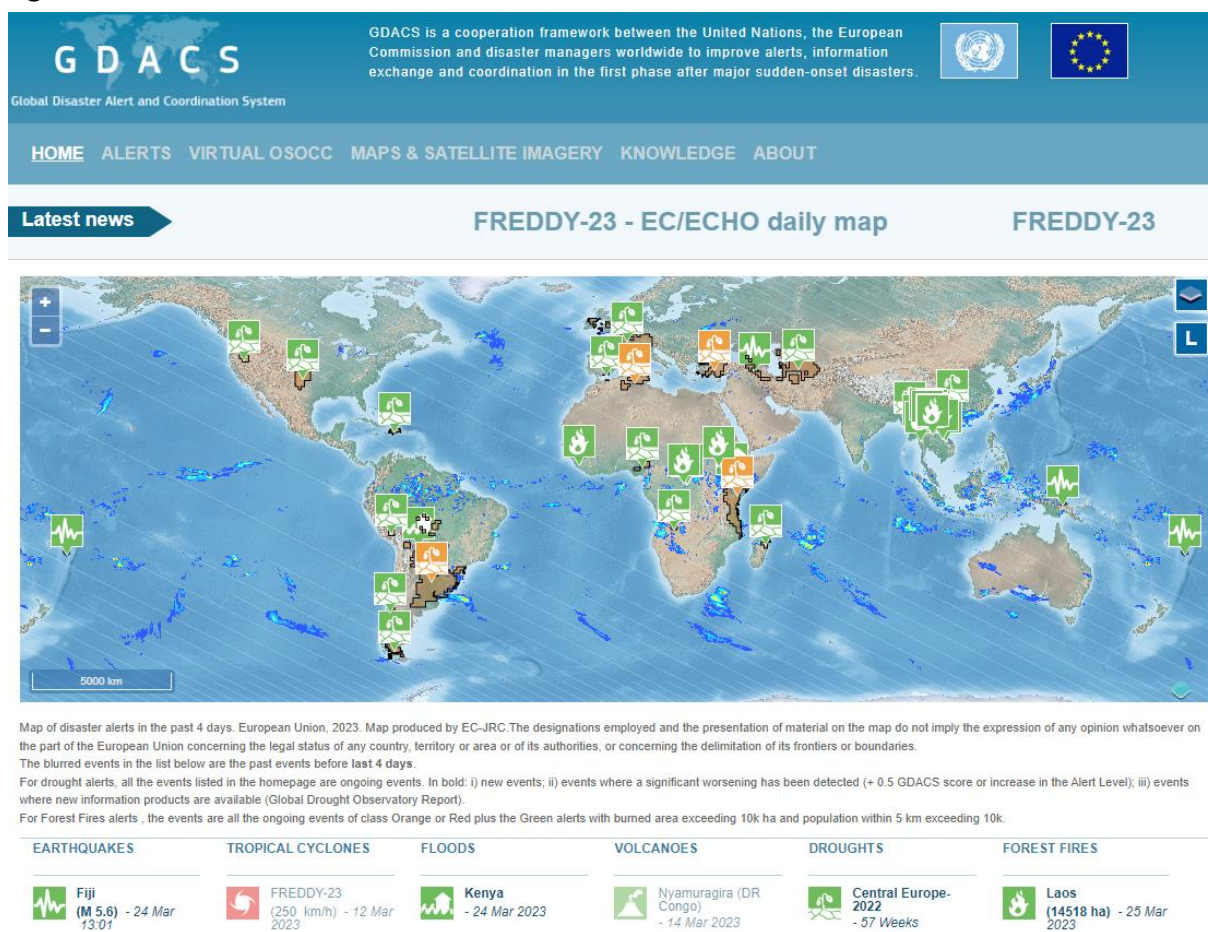 GDACS
Global Disaster Alert and Coordination System
GDACS is a cooperation framework between the United Nations, the European
Commission and disaster managers worldwide to improve alerts, information
exchange and coordination in the first phase after major sudden-onset disasters.
HOME ALERTS VIRTUAL OSOCC MAPS & SATELLITE IMAGERY KNOWLEDGE ABOUT
Latest news FREDDY-23 - EC/ECHO daily map FREDDY-23
+
−
L
5000 km
Map of disaster alerts in the past 4 days. European Union, 2023. Map produced by EC-JRC.The designations employed and the presentation of material on the map do not imply the expression of any opinion whatsoever on
the part of the European Union concerning the legal status of any country, territory or area or of its authorities, or concerning the delimitation of its frontiers or boundaries.
The blurred events in the list below are the past events before last 4 days.
For drought alerts, all the events listed in the homepage are ongoing events. In bold: i) new events; ii) events where a significant worsening has been detected (+ 0.5 GDACS score or increase in the Alert Level); iii) events
where new information products are available (Global Drought Observatory Report).
For Forest Fires alerts , the events are all the ongoing events of class Orange or Red plus the Green alerts with burned area exceeding 10k ha and population within 5 km exceeding 10k.
EARTHQUAKES
Fiji
(M 5.6) - 24 Mar
13:01
TROPICAL CYCLONES
FREDDY-23
(250 km/h) - 12 Mar
2023
FLOODS
Kenya
- 24 Mar 2023
VOLCANOES
Nyamuragira (DR
Congo)
- 14 Mar 2023
DROUGHTS
Central Europe-
2022
- 57 Weeks
FOREST FIRES
Laos
(14518 ha) - 25 Mar
2023